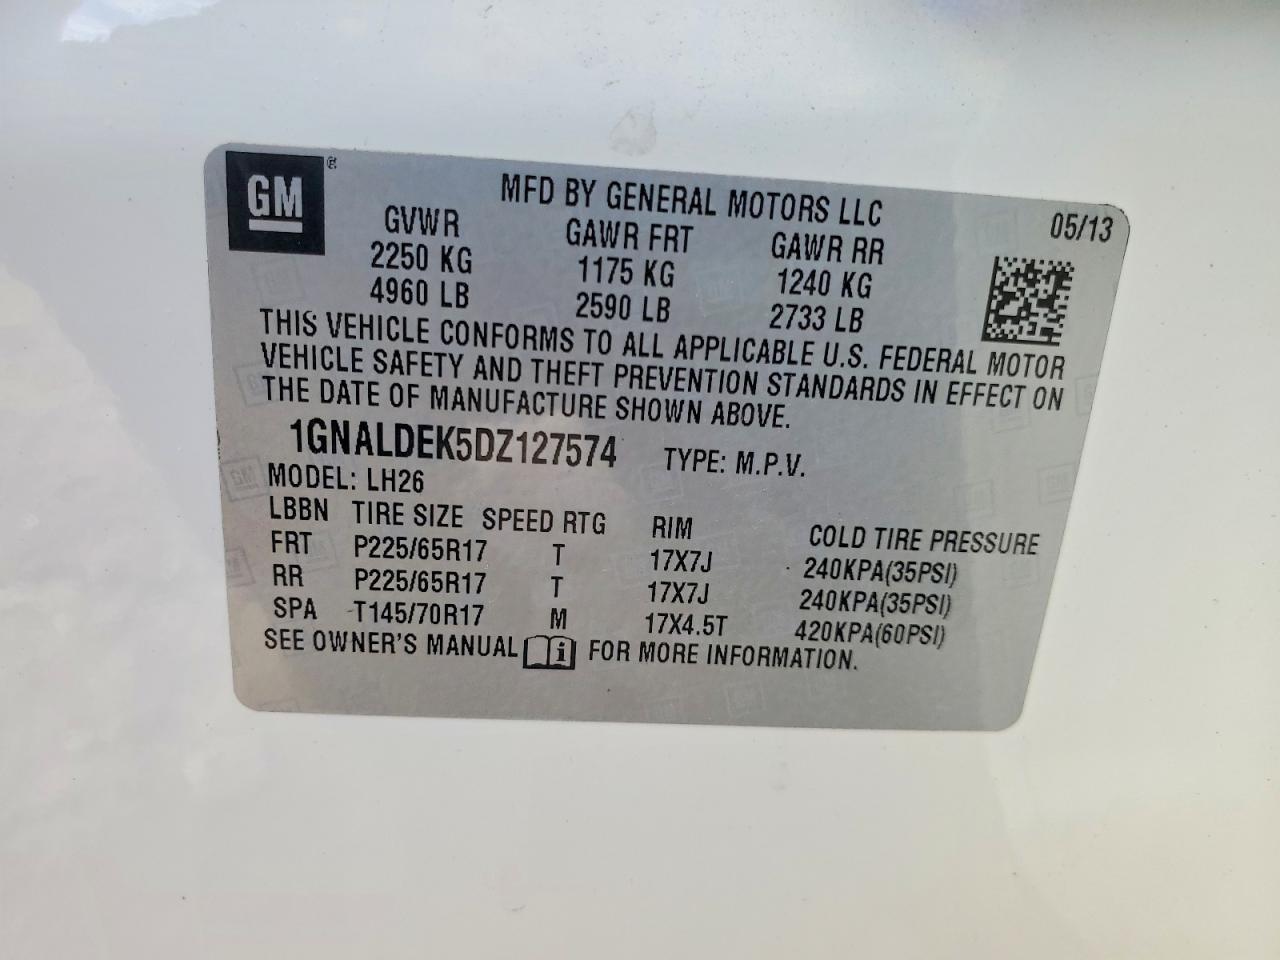 GM ®
MFD BY GENERAL MOTORS LLC 05/13
GVWR GAWR FRT GAWR RR
2250 KG 1175 KG 1240 KG
4960 LB 2590 LB 2733 LB
THIS VEHICLE CONFORMS TO ALL APPLICABLE U.S. FEDERAL MOTOR
VEHICLE SAFETY AND THEFT PREVENTION STANDARDS IN EFFECT ON
THE DATE OF MANUFACTURE SHOWN ABOVE.
1GNALDEK5DZ127574 TYPE: M.P.V.
MODEL: LH26
LBBN TIRE SIZE SPEED RTG RIM COLD TIRE PRESSURE
FRT P225/65R17 T 17X7J 240KPA(35PSI)
RR P225/65R17 T 17X7J 240KPA(35PSI)
SPA T145/70R17 M 17X4.5T 420KPA(60PSI)
SEE OWNER'S MANUAL i FOR MORE INFORMATION.